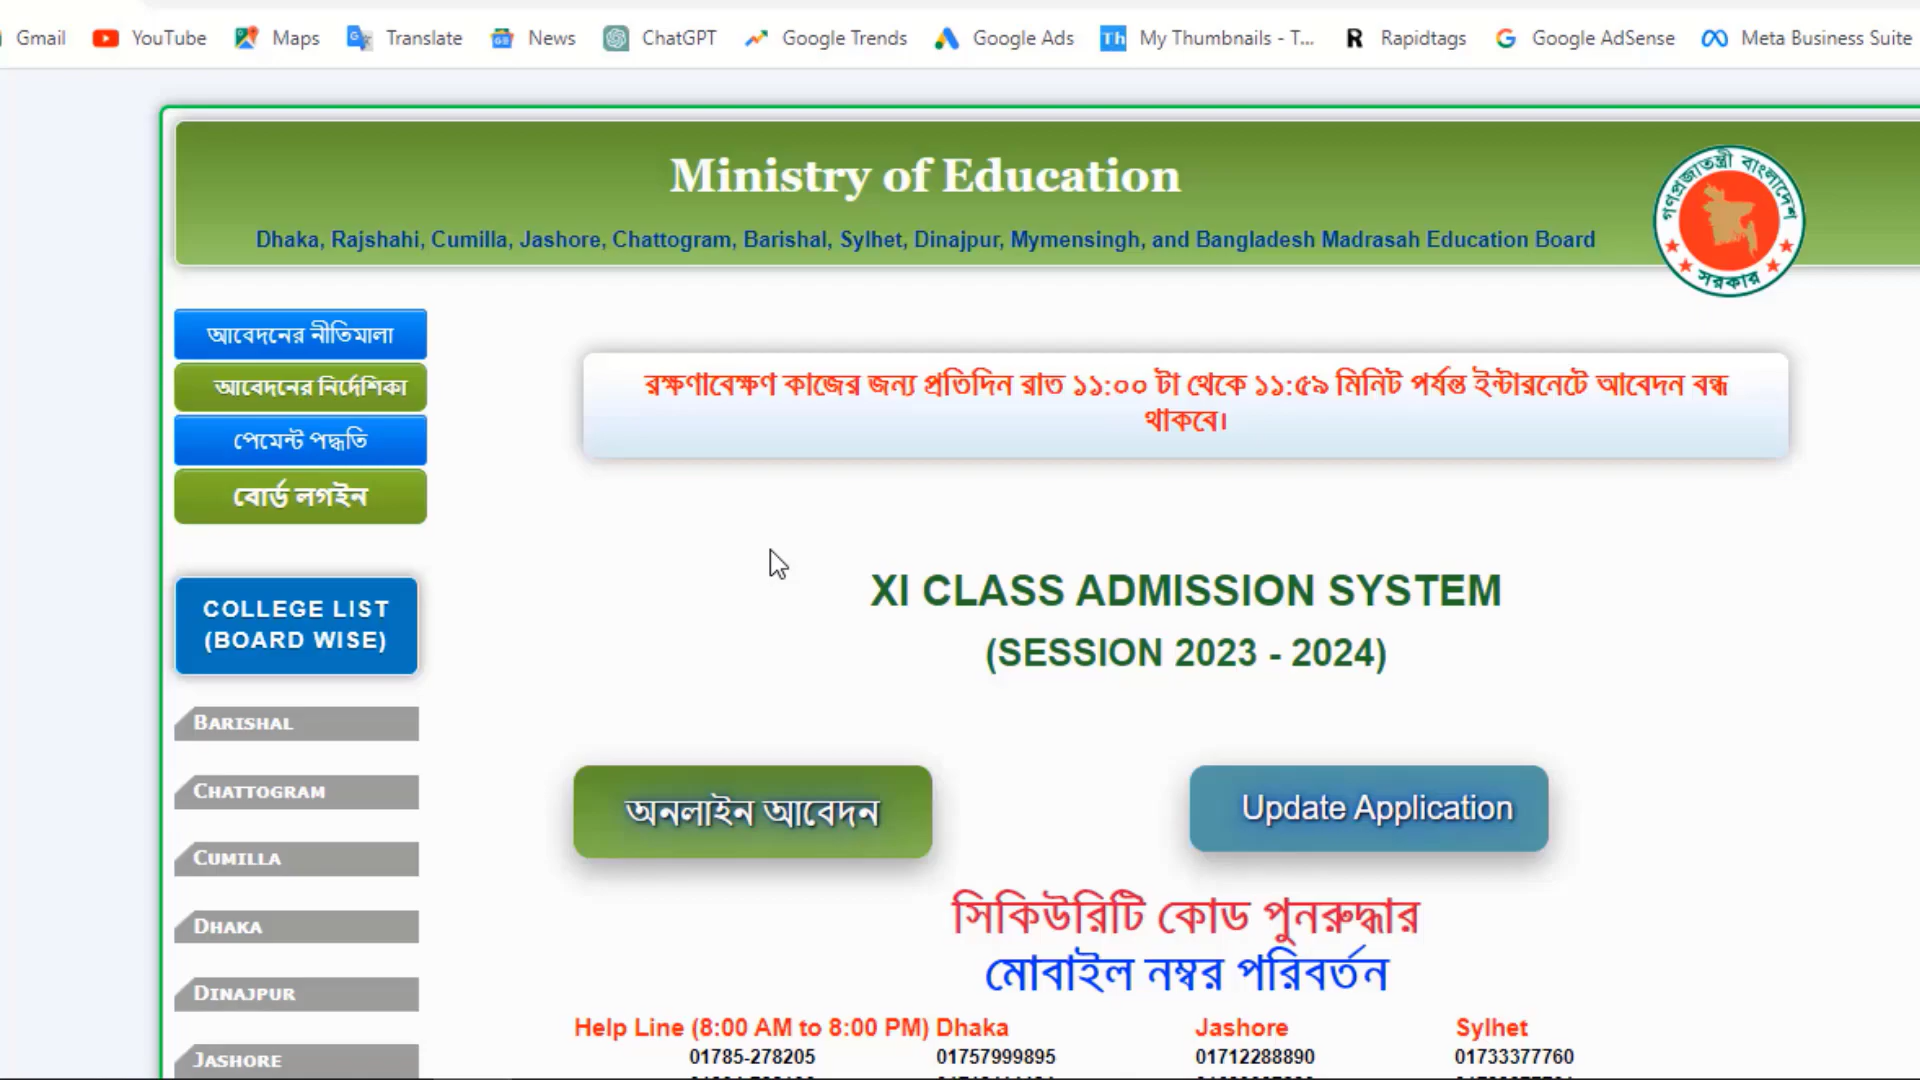 Gmail YouTube Maps Translate News ChatGPT Google Trends Google Ads My Thumbnails - T... Rapidtags Google AdSense Meta Business Suite
Ministry of Education
Dhaka, Rajshahi, Cumilla, Jashore, Chattogram, Barishal, Sylhet, Dinajpur, Mymensingh, and Bangladesh Madrasah Education Board
গণপ্রজাতন্ত্রী বাংলাদেশ
সরকার
আবেদনের নীতিমালা
আবেদনের নির্দেশিকা
পেমেন্ট পদ্ধতি
বোর্ড লগইন
রক্ষণাবেক্ষণ কাজের জন্য প্রতিদিন রাত ১১:০০ টা থেকে ১১:৫৯ মিনিট পর্যন্ত ইন্টারনেটে আবেদন বন্ধ
থাকবে।
COLLEGE LIST
(BOARD WISE)
BARISHAL
CHATTOGRAM
CUMILLA
DHAKA
DINAJPUR
JASHORE
XI CLASS ADMISSION SYSTEM
(SESSION 2023 - 2024)
অনলাইন আবেদন
Update Application
সিকিউরিটি কোড পুনরুদ্ধার
মোবাইল নম্বর পরিবর্তন
Help Line (8:00 AM to 8:00 PM) Dhaka Jashore Sylhet
01785-278205 01757999895 01712288890 01733377760